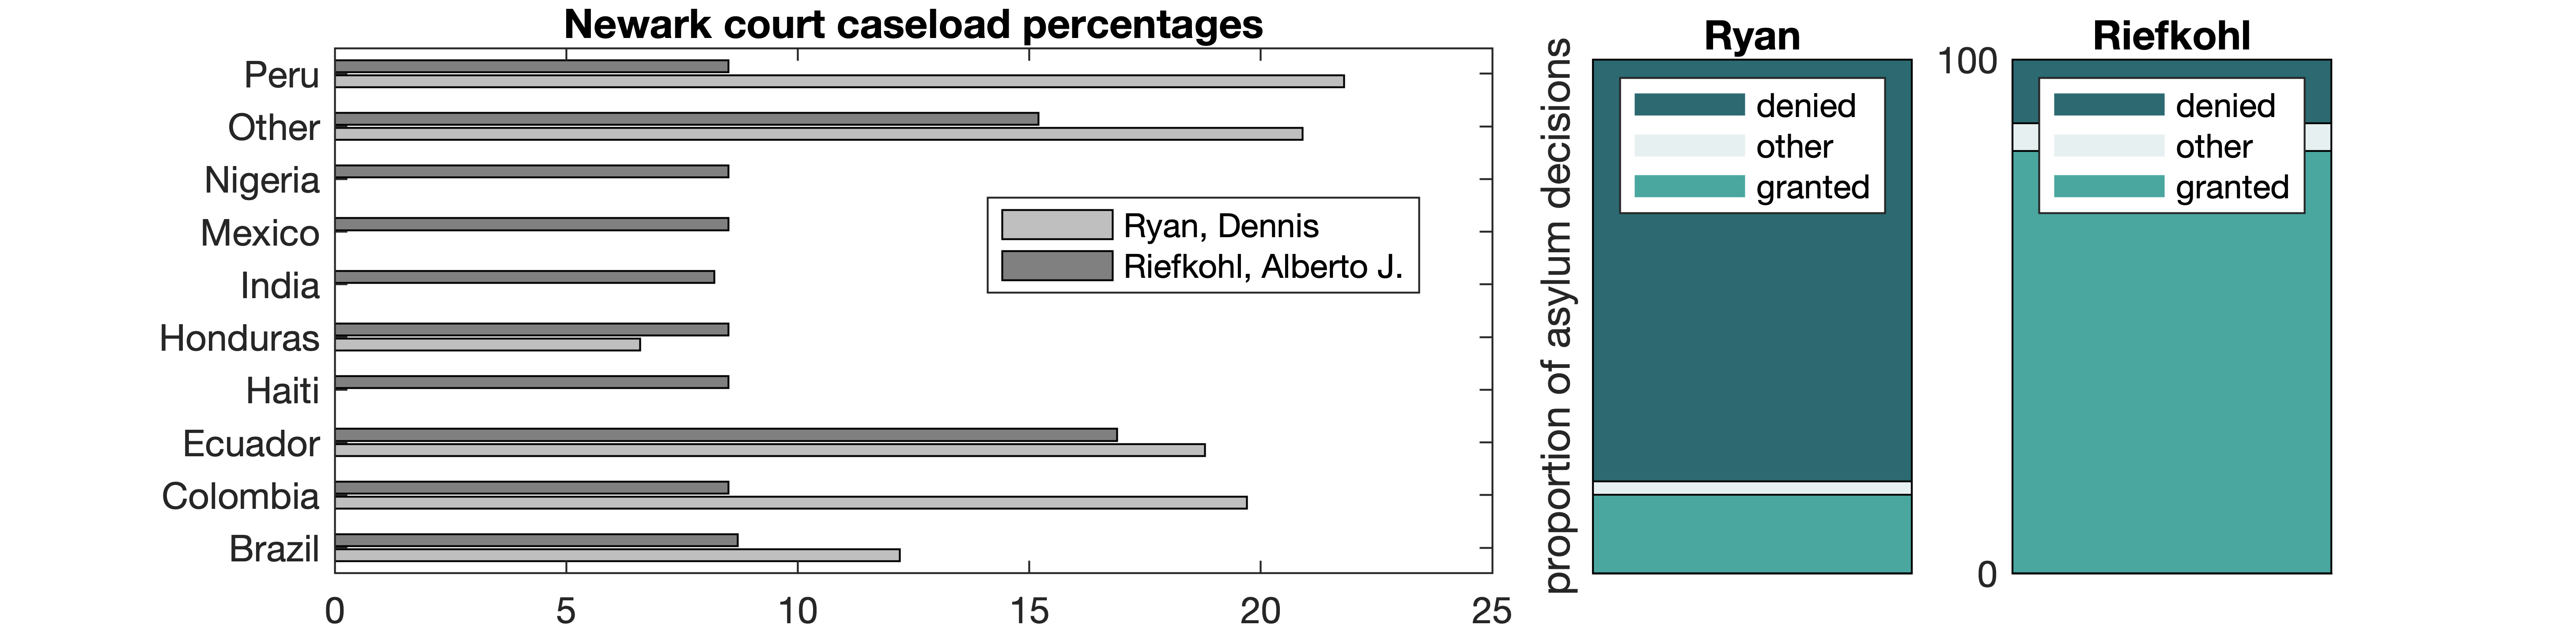 Newark court caseload percentages
Peru
Other
Nigeria
Mexico
India
Honduras
Haiti
Ecuador
Colombia
Brazil
0 5 10 15 20 25
Ryan, Dennis
Riefkohl, Alberto J.
proportion of asylum decisions
Ryan
denied
other
granted
Riefkohl
100
0
denied
other
granted